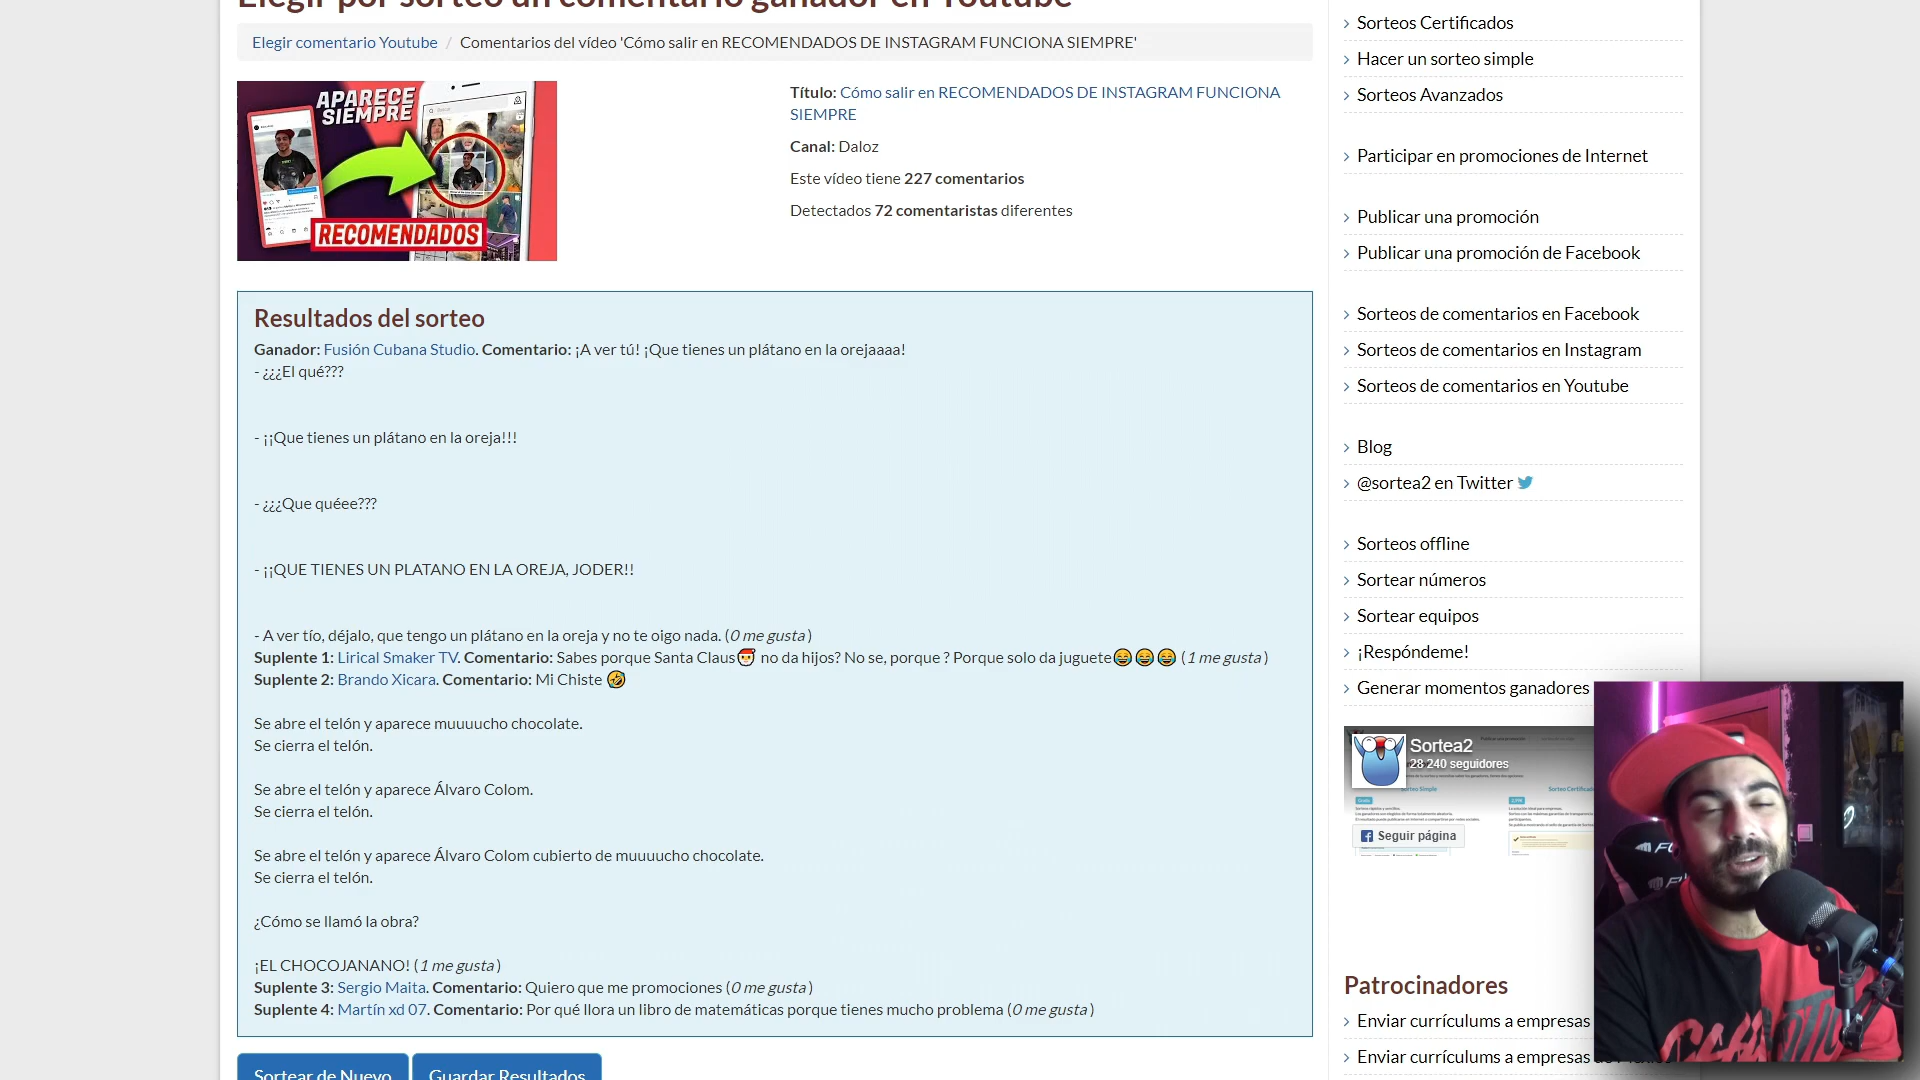 Elegir por sorteo un comentario ganador en Youtube
Elegir comentario Youtube / Comentarios del vídeo 'Cómo salir en RECOMENDADOS DE INSTAGRAM FUNCIONA SIEMPRE'
APARECE
SIEMPRE
RECOMENDADOS
Título: Cómo salir en RECOMENDADOS DE INSTAGRAM FUNCIONA
SIEMPRE
Canal: Daloz
Este vídeo tiene 227 comentarios
Detectados 72 comentaristas diferentes
Resultados del sorteo
Ganador: Fusión Cubana Studio. Comentario: ¡A ver tú! ¡Que tienes un plátano en la orejaaaa!
- ¿¿¿El qué???
- ¡¡Que tienes un plátano en la oreja!!!
- ¿¿¿Que quéee???
- ¡¡QUE TIENES UN PLATANO EN LA OREJA, JODER!!
- A ver tío, déjalo, que tengo un plátano en la oreja y no te oigo nada. (0 me gusta)
Suplente 1: Lirical Smaker TV. Comentario: Sabes porque Santa Claus🎅 no da hijos? No se, porque ? Porque solo da juguete😂😂😂 (1 me gusta)
Suplente 2: Brando Xicara. Comentario: Mi Chiste 🤣
Se abre el telón y aparece muuuucho chocolate.
Se cierra el telón.
Se abre el telón y aparece Álvaro Colom.
Se cierra el telón.
Se abre el telón y aparece Álvaro Colom cubierto de muuuucho chocolate.
Se cierra el telón.
¿Cómo se llamó la obra?
¡EL CHOCOJANANO! (1 me gusta)
Suplente 3: Sergio Maita. Comentario: Quiero que me promociones (0 me gusta)
Suplente 4: Martín xd 07. Comentario: Por qué llora un libro de matemáticas porque tienes mucho problema (0 me gusta)
Sortear de Nuevo
Guardar Resultados
Sorteos Certificados
Hacer un sorteo simple
Sorteos Avanzados
Participar en promociones de Internet
Publicar una promoción
Publicar una promoción de Facebook
Sorteos de comentarios en Facebook
Sorteos de comentarios en Instagram
Sorteos de comentarios en Youtube
Blog
@sortea2 en Twitter
Sorteos offline
Sortear números
Sortear equipos
¡Respóndeme!
Generar momentos ganadores
Sortea2
28 240 seguidores
Sorteo Simple
Seguir página
Patrocinadores
Enviar currículums a empresas
Enviar currículums a empresas